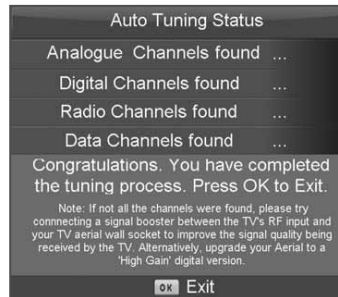 Auto Tuning Status
Analogue Channels found ...
Digital Channels found ...
Radio Channels found ...
Data Channels found ...
Congratulations. You have completed
the tuning process. Press OK to Exit.
Note: If not all the channels were found, please try
connnecting a signal booster between the TV's RF input and
your TV aerial wall socket to improve the signal quality being
received by the TV. Alternatively, upgrade your Aerial to a
'High Gain' digital version.
OK Exit